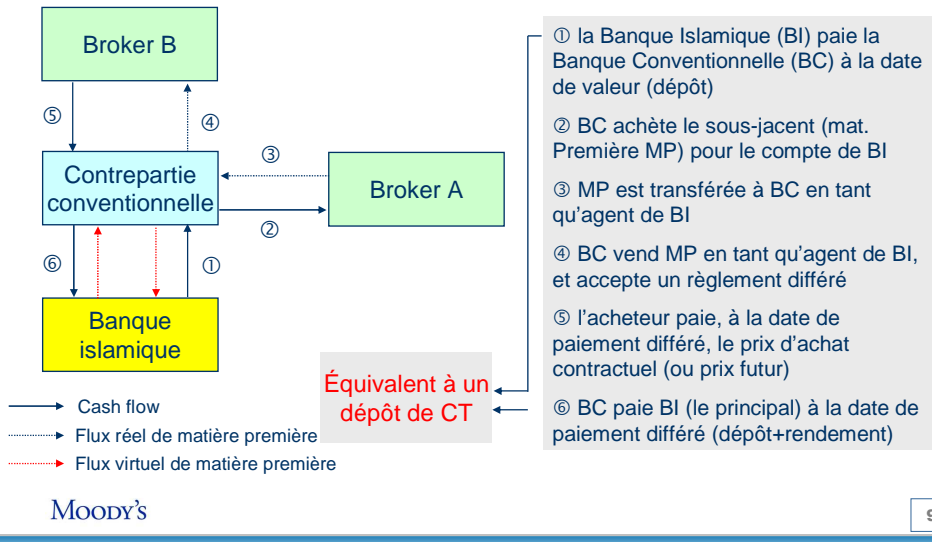 Broker B
⑤
④
Contrepartie
conventionnelle
③
②
Broker A
⑥
①
Banque
islamique
Cash flow
Flux réel de matière première
Flux virtuel de matière première
Équivalent à un
dépôt de CT
① la Banque Islamique (BI) paie la
Banque Conventionnelle (BC) à la date
de valeur (dépôt)
② BC achète le sous-jacent (mat.
Première MP) pour le compte de BI
③ MP est transférée à BC en tant
qu’agent de BI
④ BC vend MP en tant qu’agent de BI,
et accepte un règlement différé
⑤ l’acheteur paie, à la date de
paiement différé, le prix d’achat
contractuel (ou prix futur)
⑥ BC paie BI (le principal) à la date de
paiement différé (dépôt+rendement)
Moody’s
9